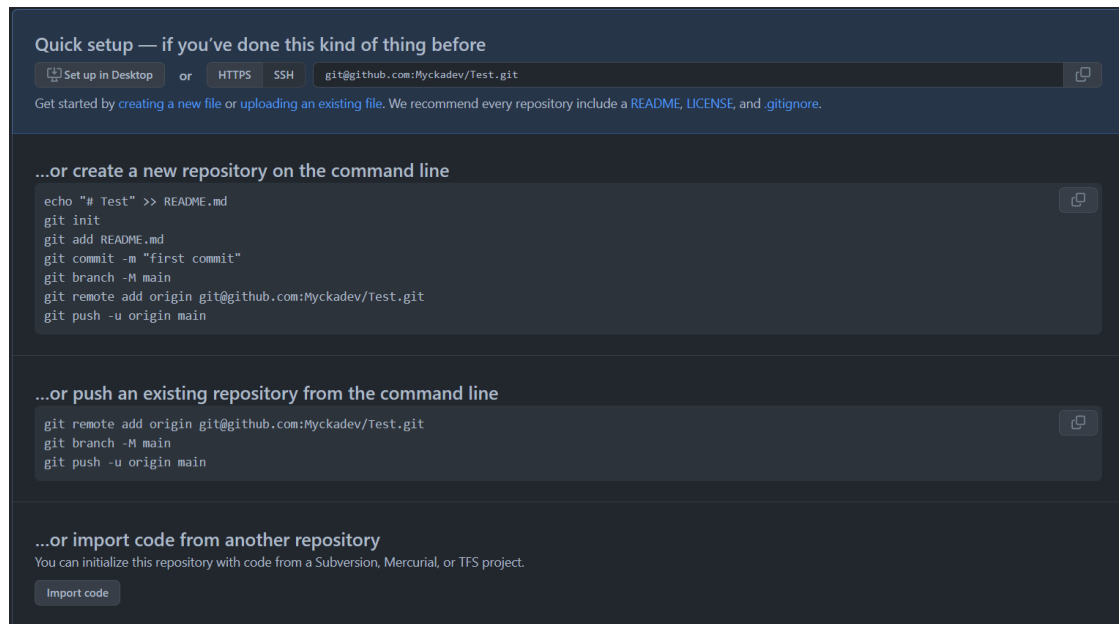 Quick setup — if you've done this kind of thing before
Set up in Desktop or HTTPS SSH git@github.com:Myckadev/Test.git
Get started by creating a new file or uploading an existing file. We recommend every repository include a README, LICENSE, and .gitignore.
…or create a new repository on the command line
echo "# Test" >> README.md
git init
git add README.md
git commit -m "first commit"
git branch -M main
git remote add origin git@github.com:Myckadev/Test.git
git push -u origin main
…or push an existing repository from the command line
git remote add origin git@github.com:Myckadev/Test.git
git branch -M main
git push -u origin main
…or import code from another repository
You can initialize this repository with code from a Subversion, Mercurial, or TFS project.
Import code